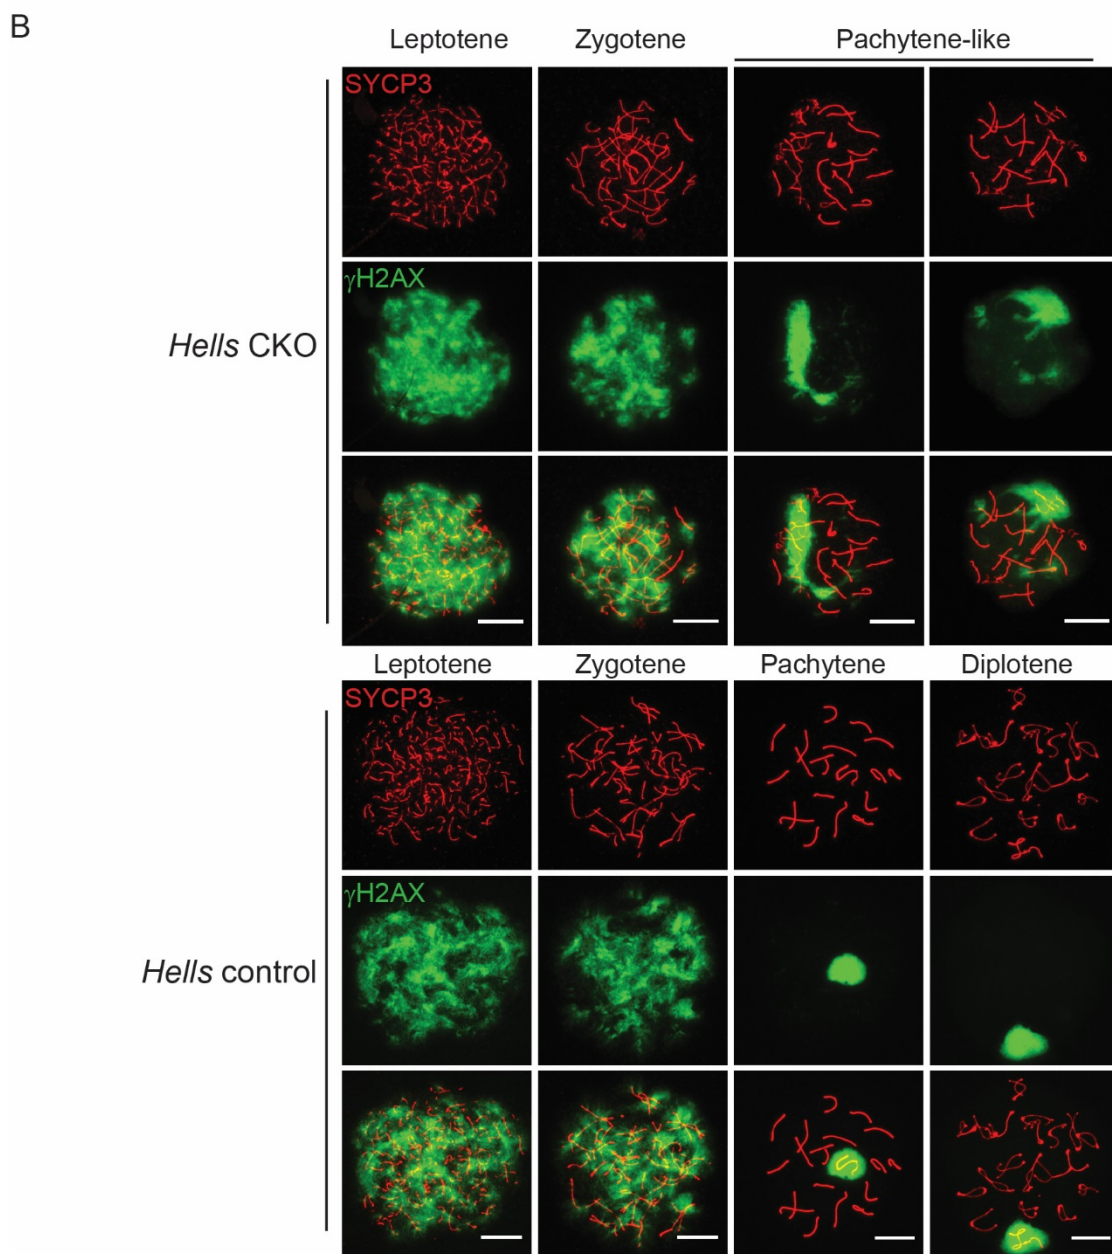 B
Leptotene Zygotene Pachytene-like
SYCP3
γH2AX
Hells CKO
Leptotene Zygotene Pachytene Diplotene
SYCP3
γH2AX
Hells control